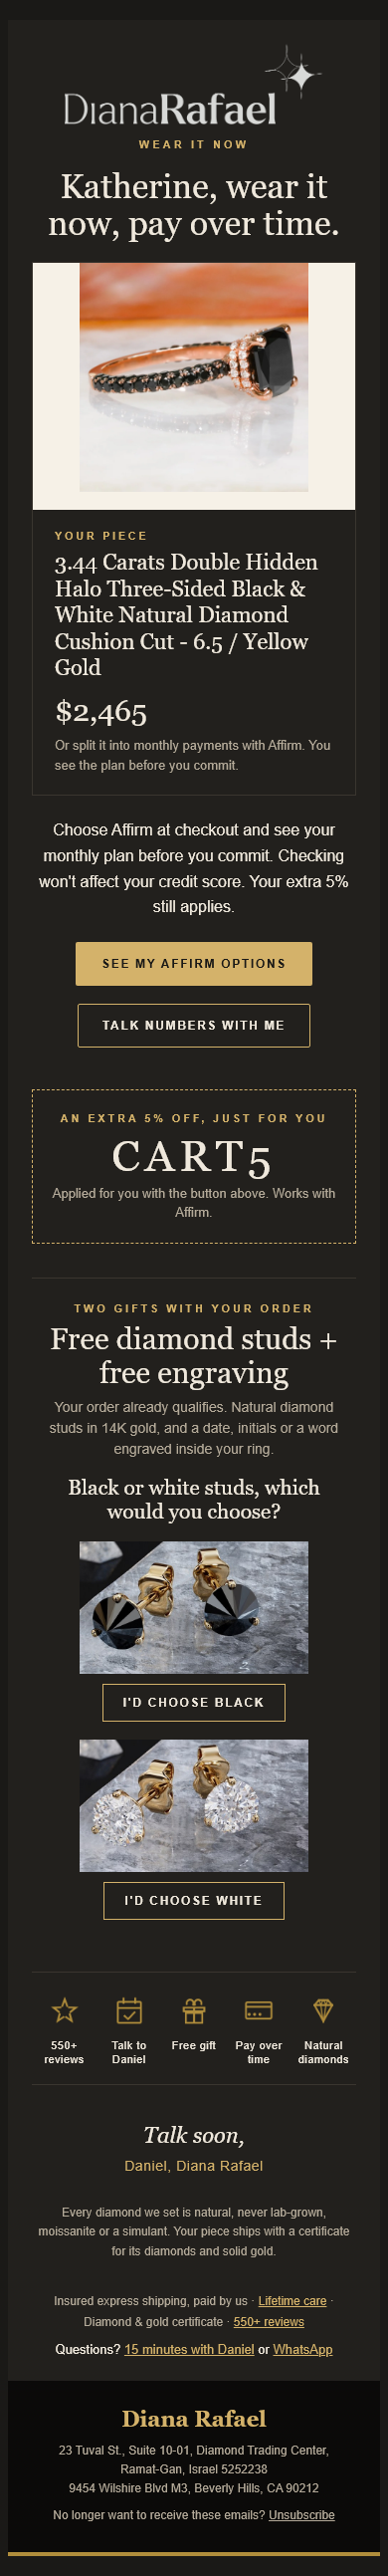 DianaRafael
WEAR IT NOW
Katherine, wear it
now, pay over time.
YOUR PIECE
3.44 Carats Double Hidden
Halo Three-Sided Black &
White Natural Diamond
Cushion Cut - 6.5 / Yellow
Gold
$2,465
Or split it into monthly payments with Affirm. You
see the plan before you commit.
Choose Affirm at checkout and see your
monthly plan before you commit. Checking
won't affect your credit score. Your extra 5%
still applies.
SEE MY AFFIRM OPTIONS
TALK NUMBERS WITH ME
AN EXTRA 5% OFF, JUST FOR YOU
CART5
Applied for you with the button above. Works with
Affirm.
TWO GIFTS WITH YOUR ORDER
Free diamond studs +
free engraving
Your order already qualifies. Natural diamond
studs in 14K gold, and a date, initials or a word
engraved inside your ring.
Black or white studs, which
would you choose?
I'D CHOOSE BLACK
I'D CHOOSE WHITE
550+ reviews
Talk to Daniel
Free gift
Pay over time
Natural diamonds
Talk soon,
Daniel, Diana Rafael
Every diamond we set is natural, never lab-grown,
moissanite or a simulant. Your piece ships with a certificate
for its diamonds and solid gold.
Insured express shipping, paid by us · Lifetime care ·
Diamond & gold certificate · 550+ reviews
Questions? 15 minutes with Daniel or WhatsApp
Diana Rafael
23 Tuval St., Suite 10-01, Diamond Trading Center,
Ramat-Gan, Israel 5252238
9454 Wilshire Blvd M3, Beverly Hills, CA 90212
No longer want to receive these emails? Unsubscribe